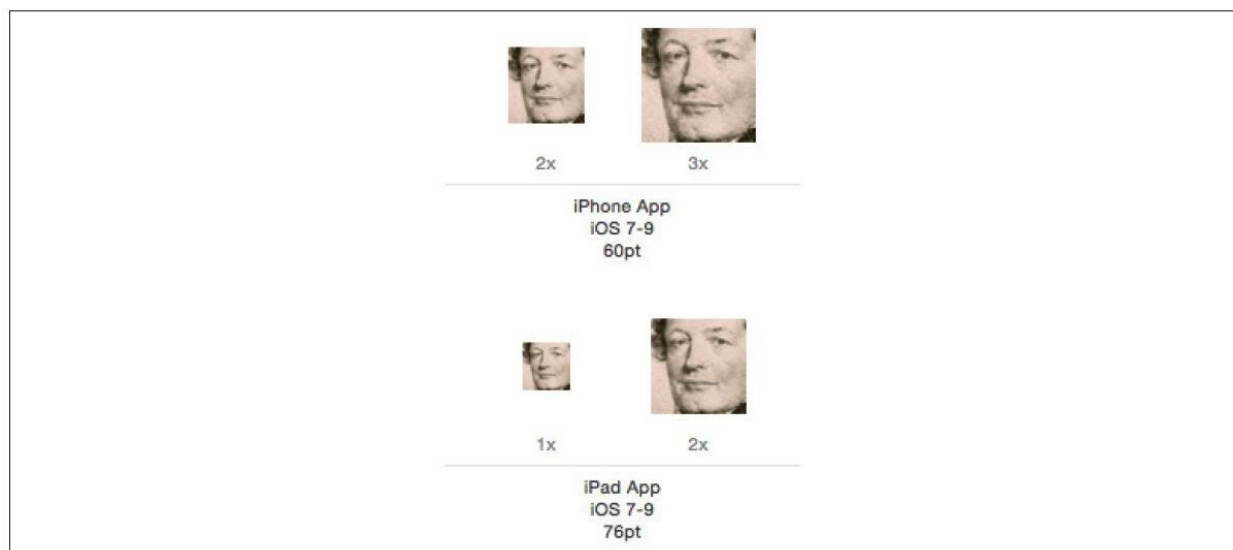 2x 3x
iPhone App
iOS 7-9
60pt
1x 2x
iPad App
iOS 7-9
76pt